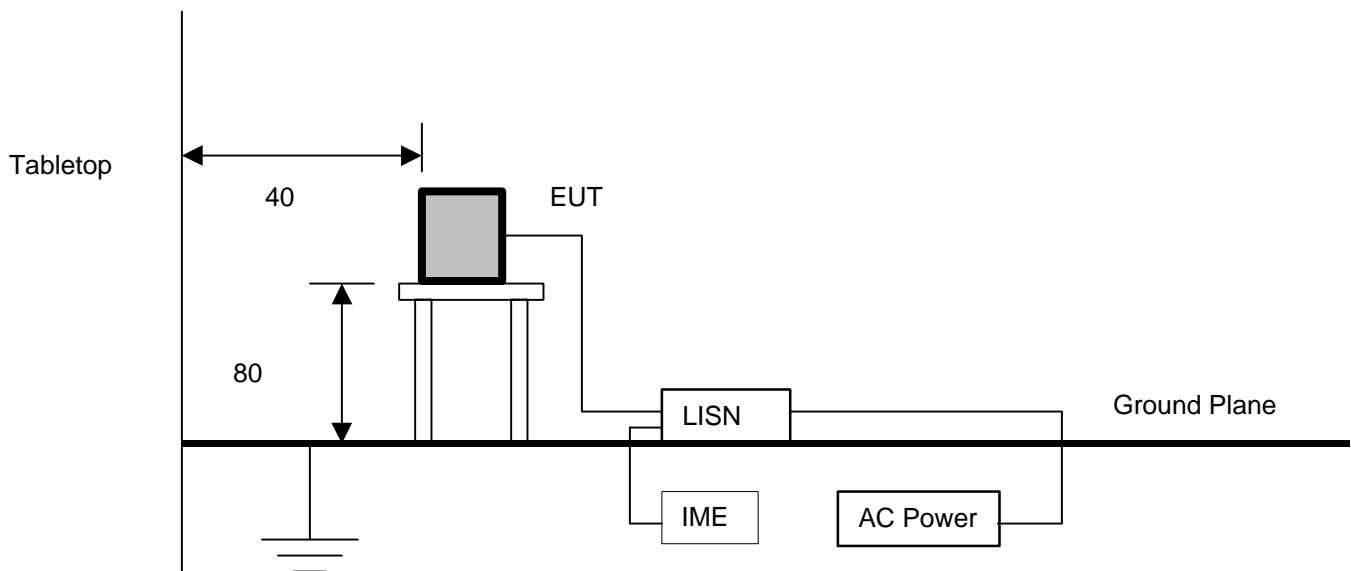 Tabletop
40
EUT
80
LISN
Ground Plane
IME
AC Power